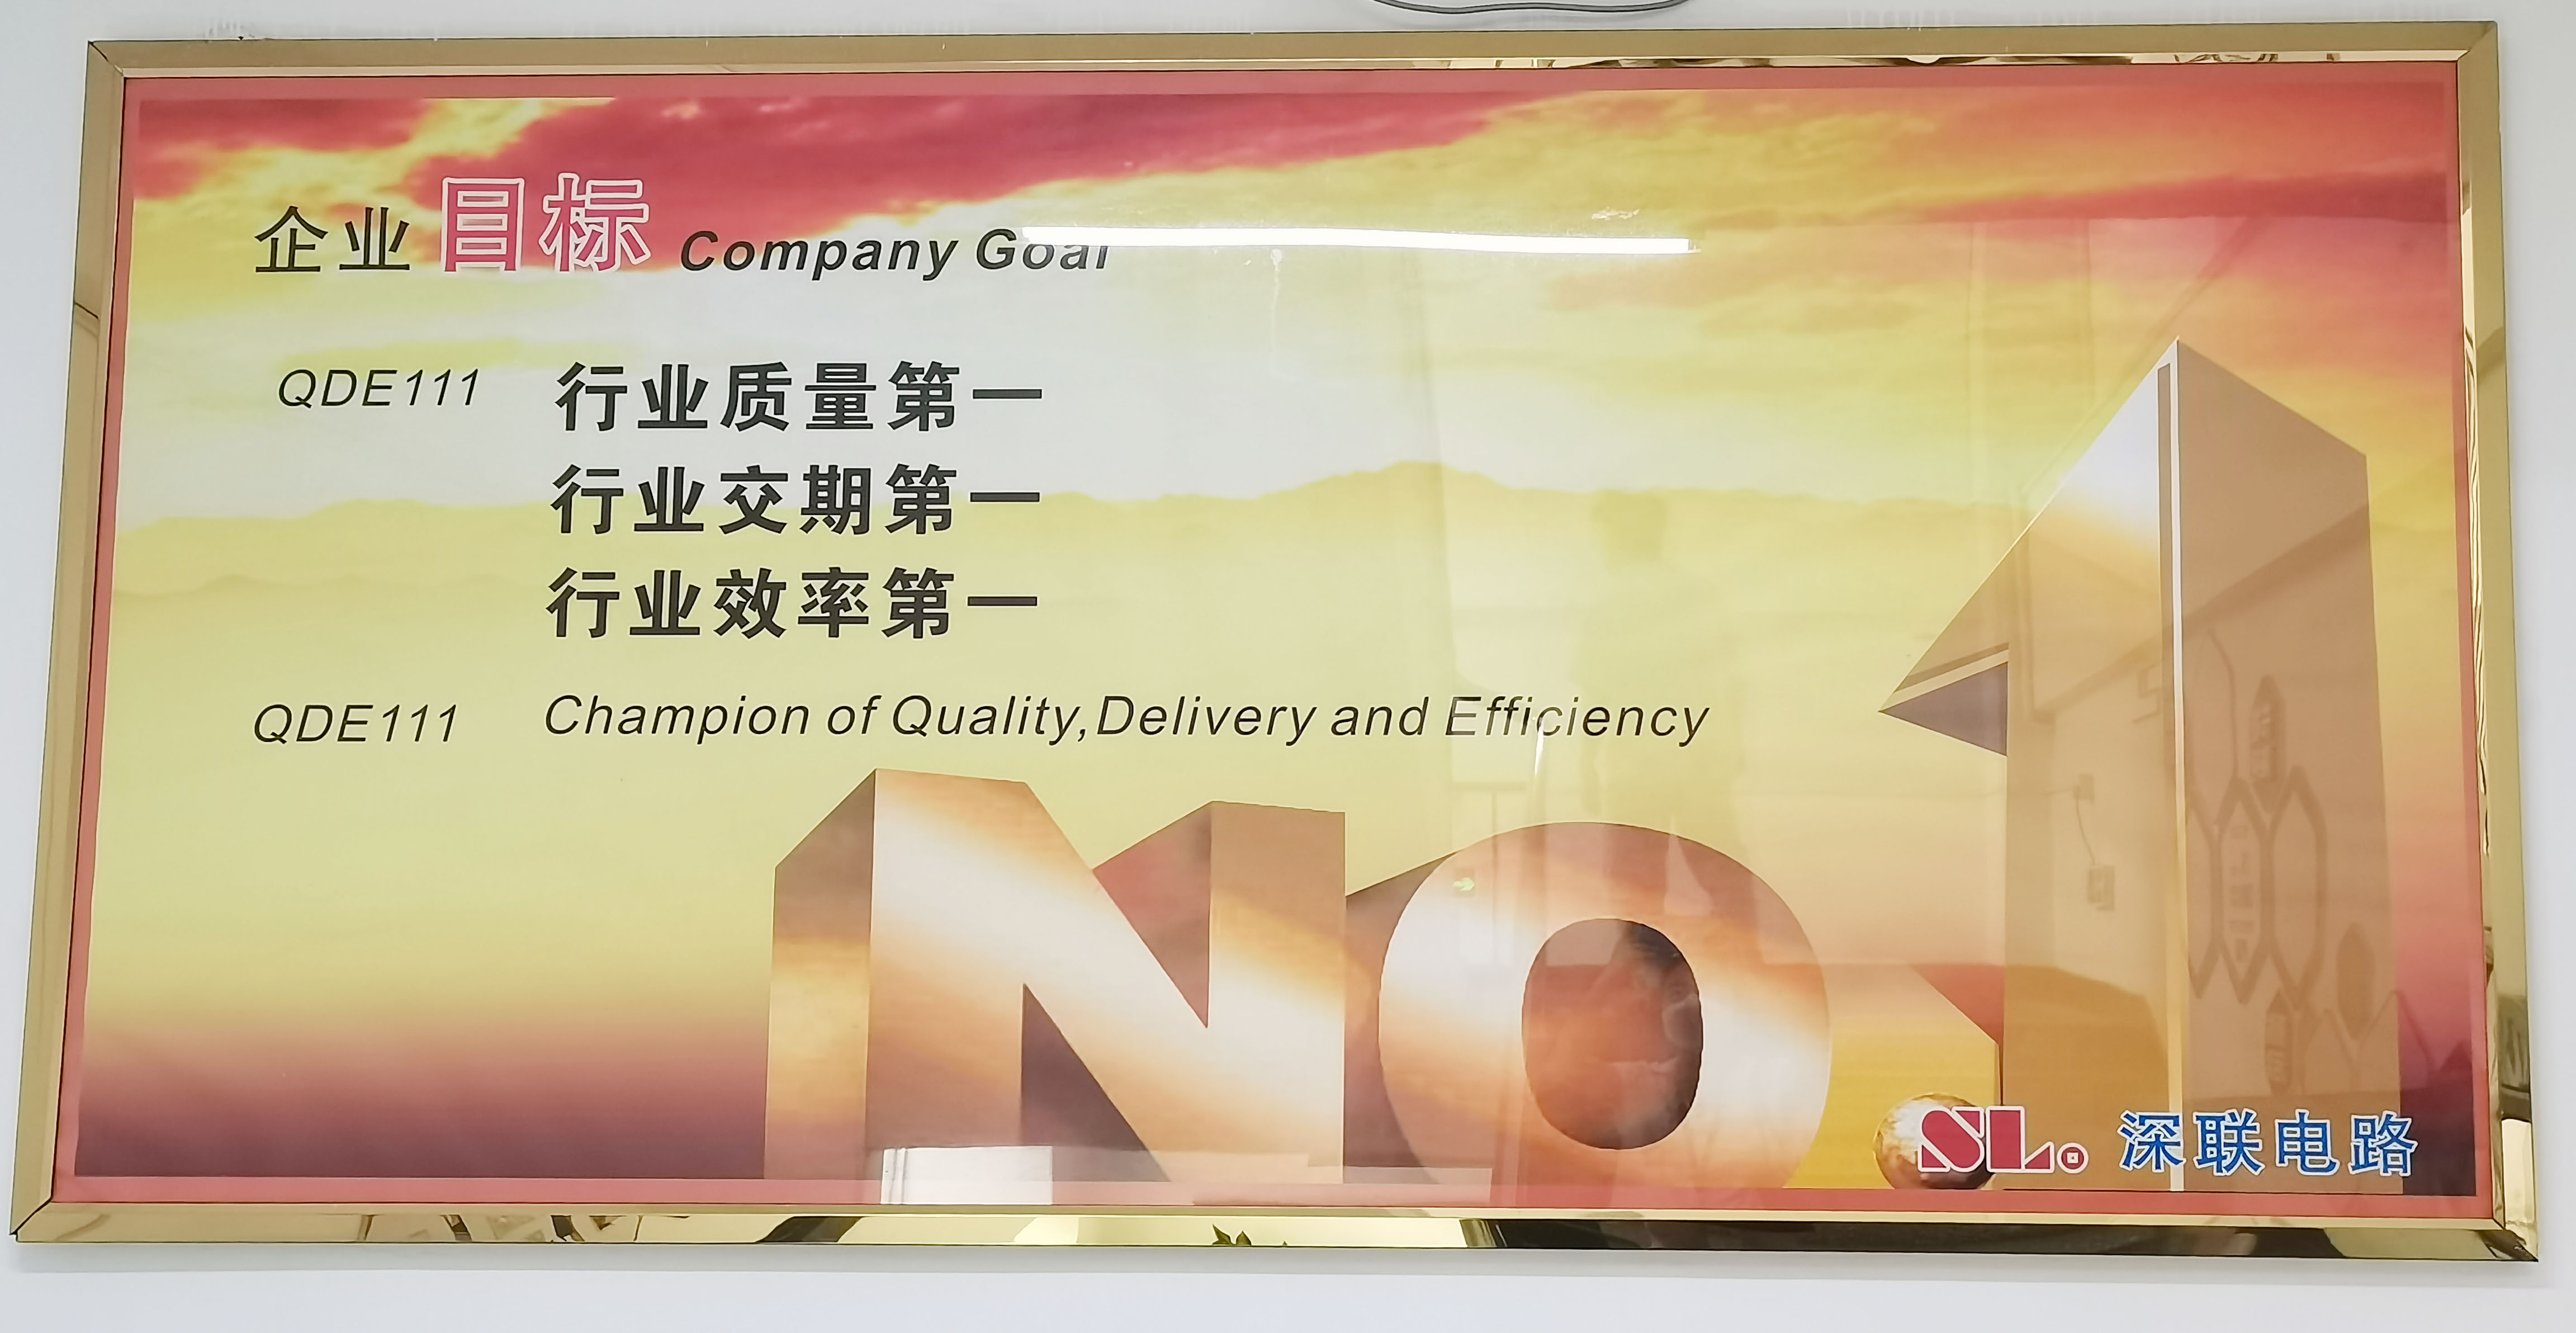 企业目标 Company Goal
QDE111 行业质量第一
行业交期第一
行业效率第一
QDE111 Champion of Quality,Delivery and Efficiency
NO.1
SL. 深联电路